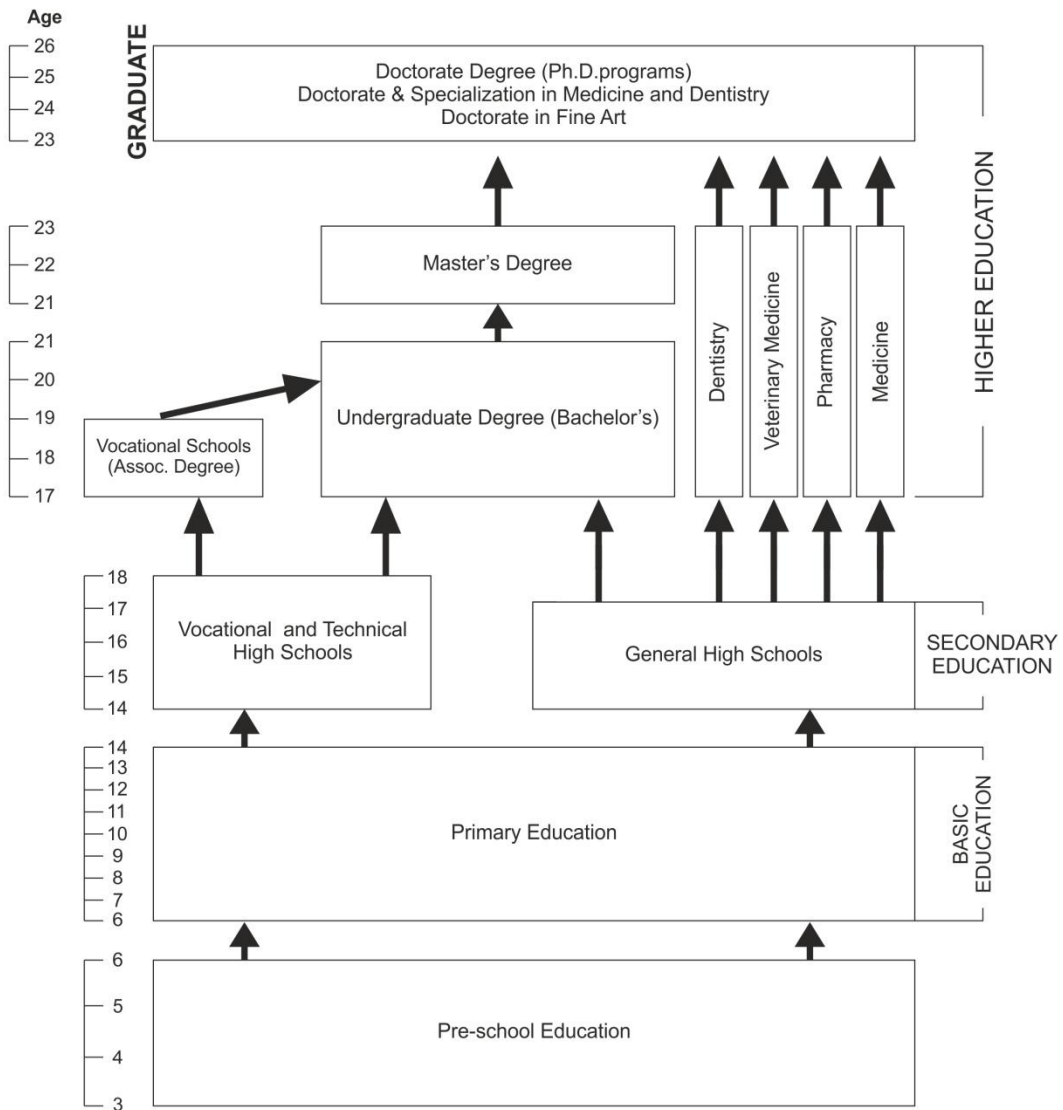 Age
GRADUATE
26
25
24
23
Doctorate Degree (Ph.D.programs)
Doctorate & Specialization in Medicine and Dentistry
Doctorate in Fine Art
HIGHER EDUCATION
23
22
21
Master's Degree
Dentistry
Veterinary Medicine
Pharmacy
Medicine
21
20
19
18
17
Undergraduate Degree (Bachelor's)
Vocational Schools
(Assoc. Degree)
18
17
16
15
14
Vocational and Technical
High Schools
General High Schools
SECONDARY
EDUCATION
14
13
12
11
10
9
8
7
6
Primary Education
BASIC
EDUCATION
6
5
4
3
Pre-school Education